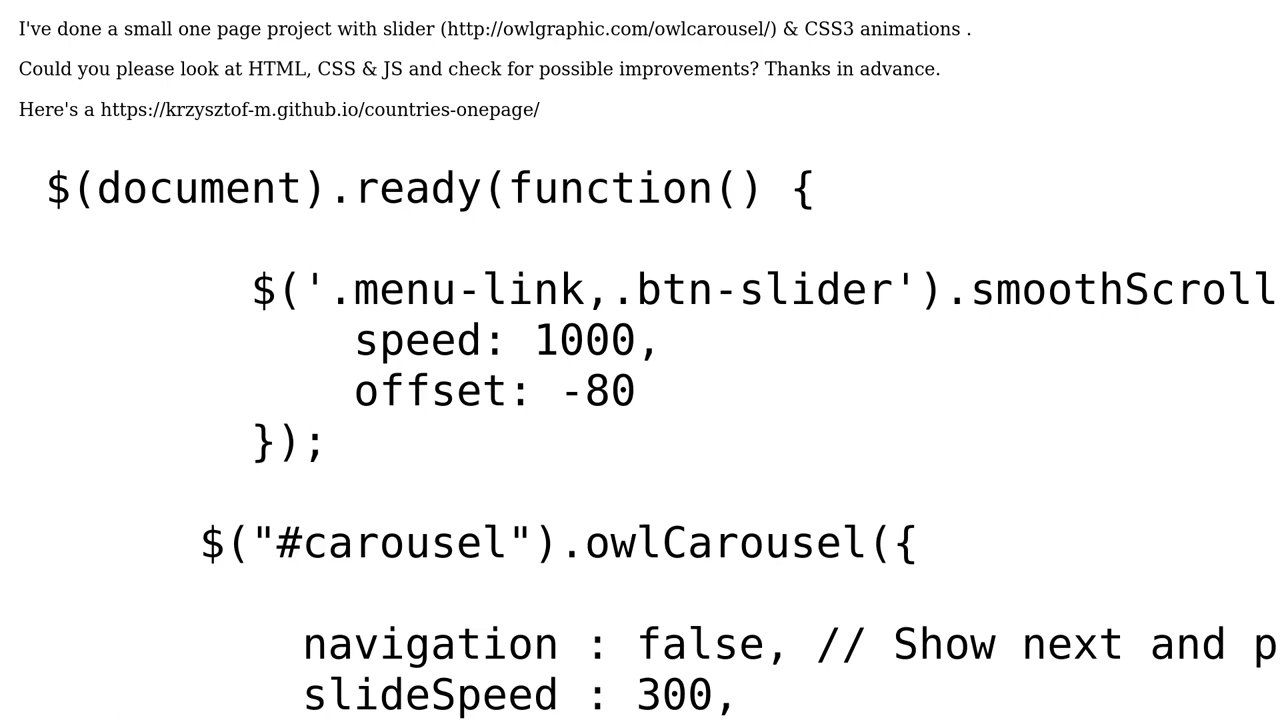 I've done a small one page project with slider (http://owlgraphic.com/owlcarousel/) & CSS3 animations .
Could you please look at HTML, CSS & JS and check for possible improvements? Thanks in advance.
Here's a https://krzysztof-m.github.io/countries-onepage/
$(document).ready(function() {
$('.menu-link,.btn-slider').smoothScroll
speed: 1000,
offset: -80
});
$("#carousel").owlCarousel({
navigation : false, // Show next and p
slideSpeed : 300,